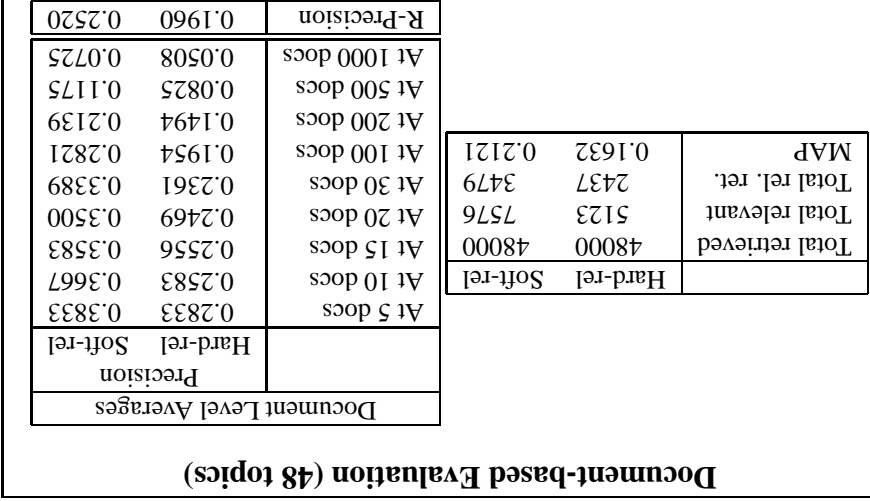 Document-based Evaluation (48 topics)
Hard-rel Soft-rel
Total retrieved 48000 48000
Total relevant 5123 7576
Total rel. ret. 2437 3479
MAP 0.1632 0.2121
Document Level Averages
Precision
Hard-rel Soft-rel
At 5 docs 0.2833 0.3833
At 10 docs 0.2583 0.3667
At 15 docs 0.2556 0.3583
At 20 docs 0.2469 0.3500
At 30 docs 0.2361 0.3389
At 100 docs 0.1954 0.2821
At 200 docs 0.1494 0.2139
At 500 docs 0.0825 0.1175
At 1000 docs 0.0508 0.0725
R-Precision 0.1960 0.2520